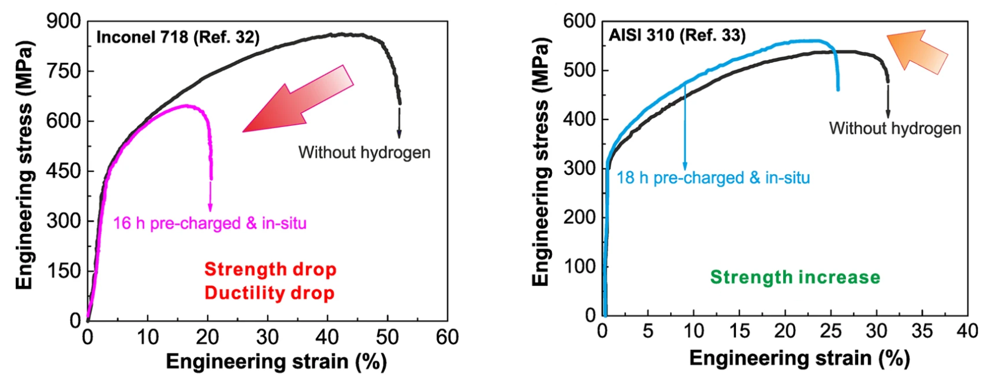 Inconel 718 (Ref. 32)
Engineering stress (MPa)
900
750
600
450
300
150
0
Without hydrogen
16 h pre-charged & in-situ
Strength drop
Ductility drop
0 10 20 30 40 50 60
Engineering strain (%)
AISI 310 (Ref. 33)
Engineering stress (MPa)
600
500
400
300
200
100
0
Without hydrogen
18 h pre-charged & in-situ
Strength increase
0 5 10 15 20 25 30 35 40
Engineering strain (%)